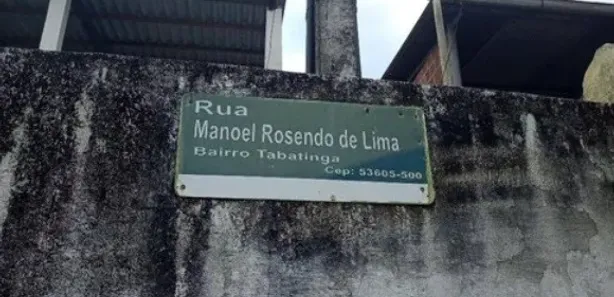 Rua
Manoel Rosendo de Lima
Bairro Tabatinga
Cep: 53605-500